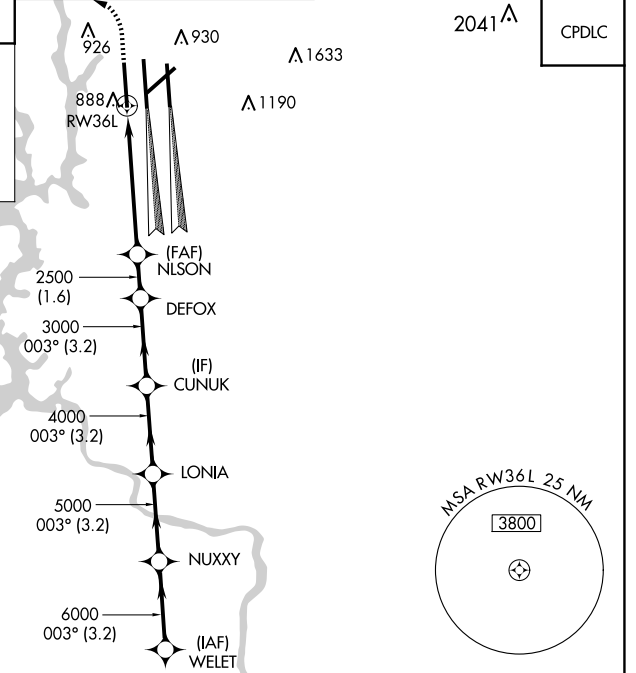 2041
CPDLC
926
930
1633
888
1190
RW36L
(FAF)
NLSON
2500
(1.6)
DEFOX
3000
003° (3.2)
(IF)
CUNUK
4000
003° (3.2)
LONIA
5000
003° (3.2)
MSA RW36L 25 NM
3800
NUXXY
6000
003° (3.2)
(IAF)
WELET